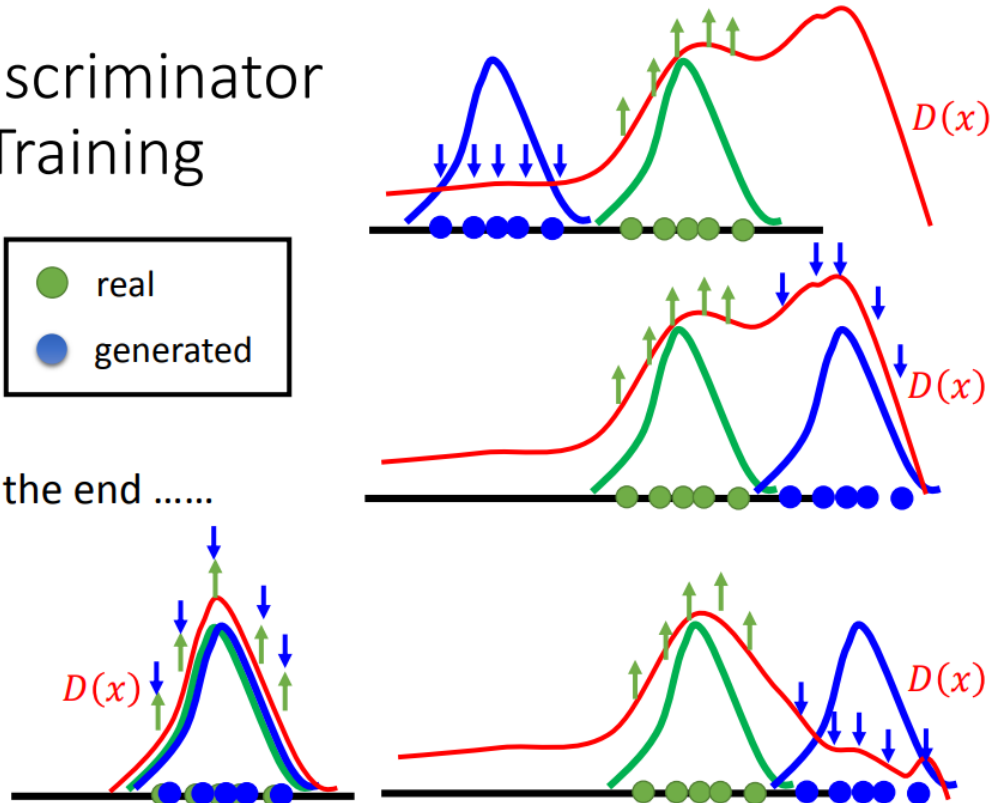 scriminator
Training
D(x)
real
generated
D(x)
the end ......
D(x)
D(x)